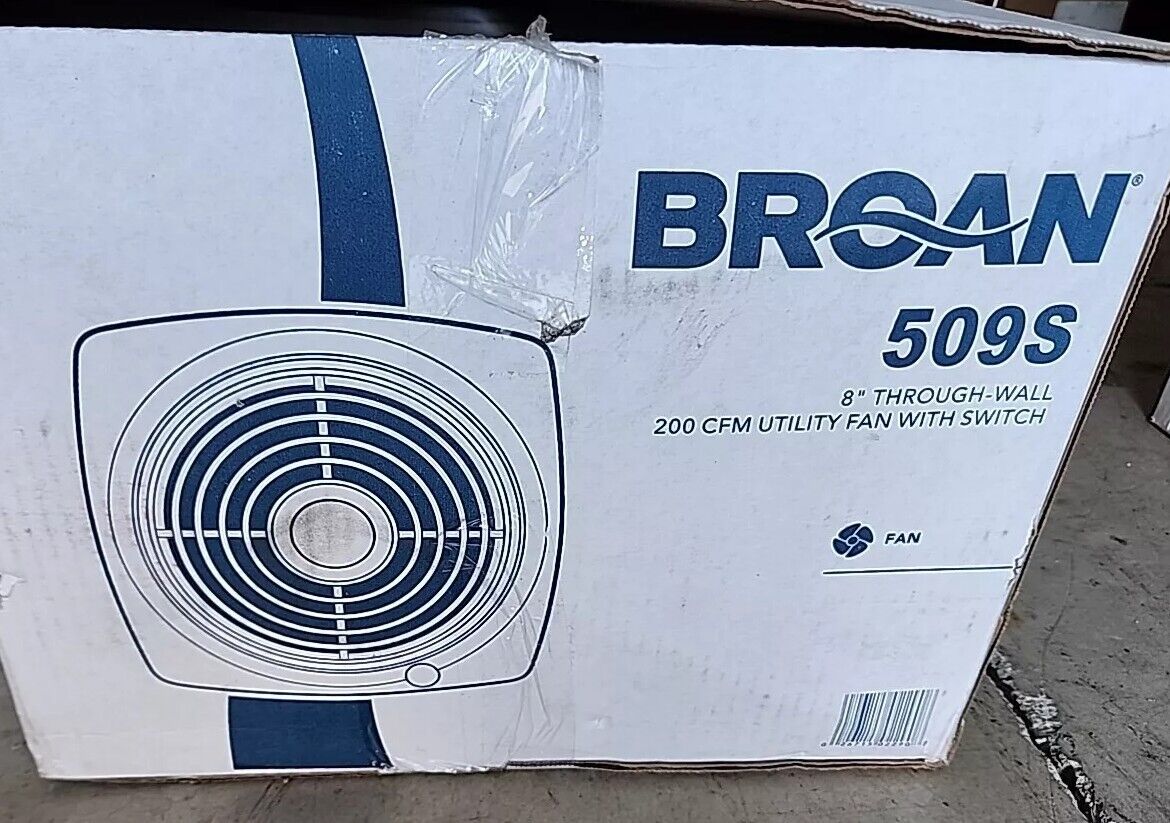 BROAN®
509S
8" THROUGH-WALL
200 CFM UTILITY FAN WITH SWITCH
FAN